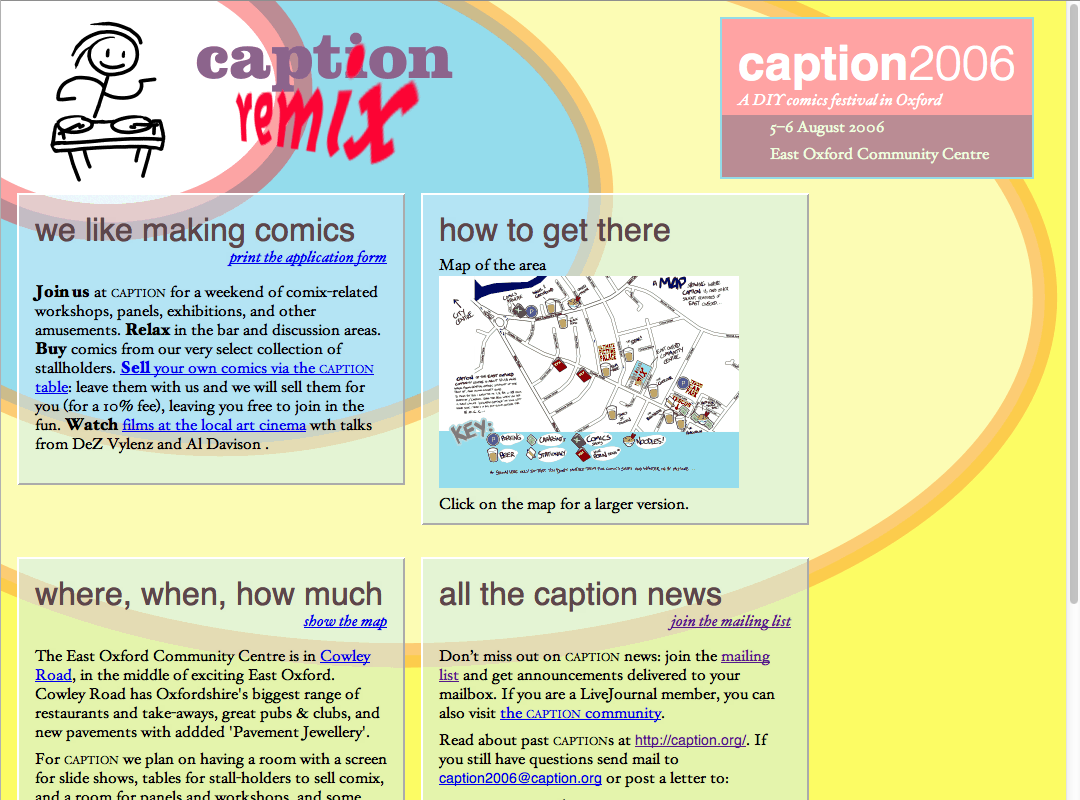 caption
remix
caption2006
A DIY comics festival in Oxford
5–6 August 2006
East Oxford Community Centre
we like making comics
print the application form
Join us at CAPTION for a weekend of comix-related
workshops, panels, exhibitions, and other
amusements. Relax in the bar and discussion areas.
Buy comics from our very select collection of
stallholders. Sell your own comics via the CAPTION
table: leave them with us and we will sell them for
you (for a 10% fee), leaving you free to join in the
fun. Watch films at the local art cinema wth talks
from DeZ Vylenz and Al Davison .
how to get there
Map of the area
A MAP
CITY
CENTRE
EAST OXFORD
COMMUNITY
CENTRE
KEY:
PARKING
COMICS
NOODLES!
BEER
STATIONARY
Click on the map for a larger version.
where, when, how much
show the map
The East Oxford Community Centre is in Cowley
Road, in the middle of exciting East Oxford.
Cowley Road has Oxfordshire's biggest range of
restaurants and take-aways, great pubs & clubs, and
new pavements with addded 'Pavement Jewellery'.
For CAPTION we plan on having a room with a screen
for slide shows, tables for stall-holders to sell comix,
and a room for panels and workshops, and some
all the caption news
join the mailing list
Don’t miss out on CAPTION news: join the mailing
list and get announcements delivered to your
mailbox. If you are a LiveJournal member, you can
also visit the CAPTION community.
Read about past CAPTIONs at http://caption.org/. If
you still have questions send mail to
caption2006@caption.org or post a letter to: